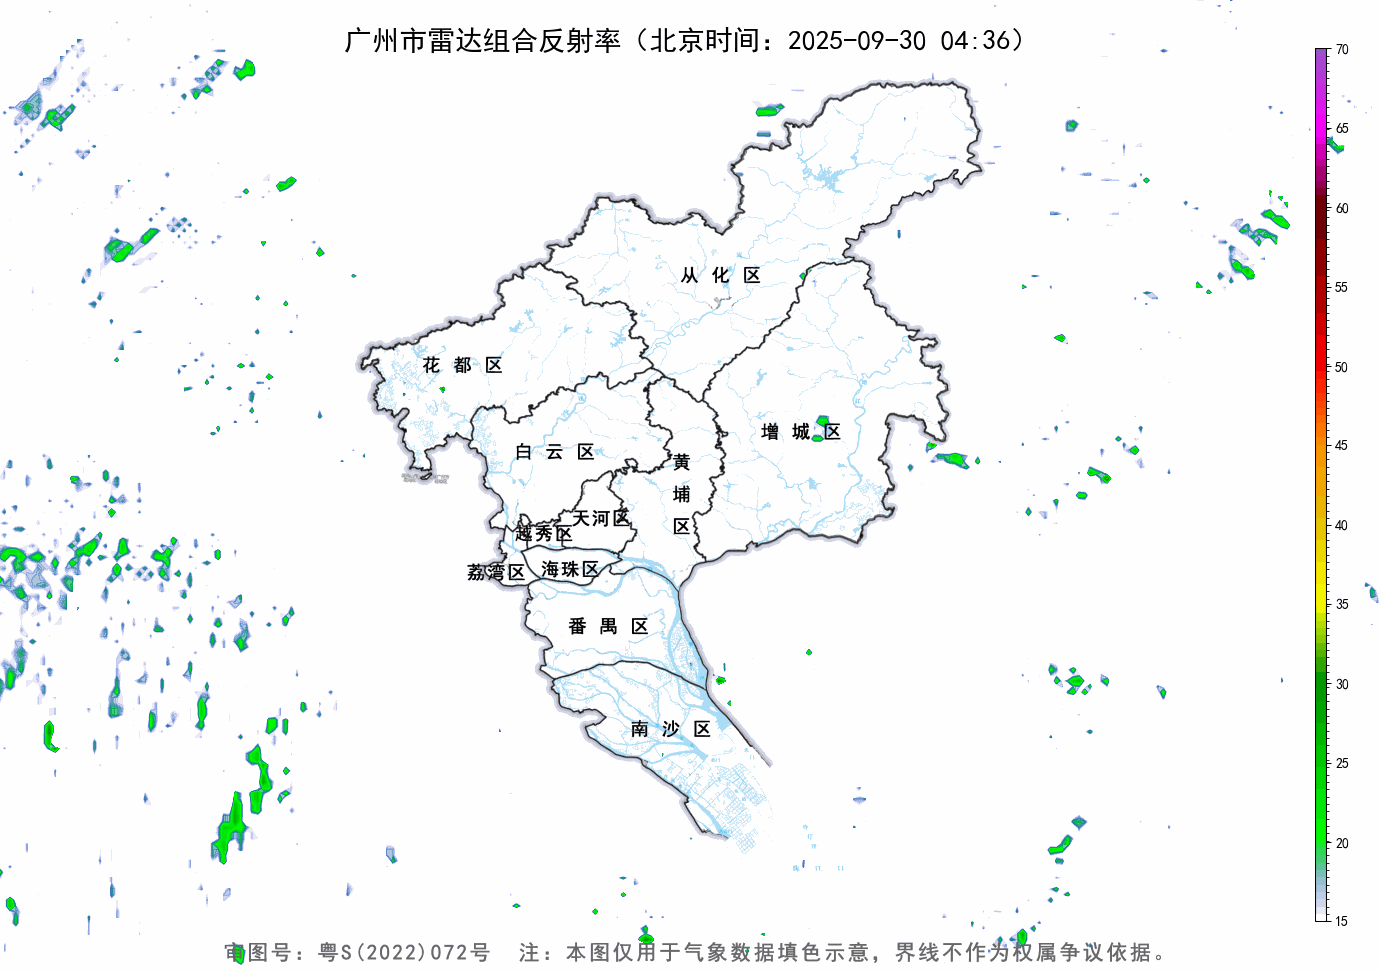 广州市雷达组合反射率（北京时间：2025-09-30 04:36）
70
65
60
55
50
45
40
35
30
25
20
15
从化区
花都区
增城区
白云区
黄埔区
天河区
越秀区
荔湾区
海珠区
番禺区
南沙区
审图号：粤S(2022)072号 注：本图仅用于气象数据填色示意，界线不作为权属争议依据。